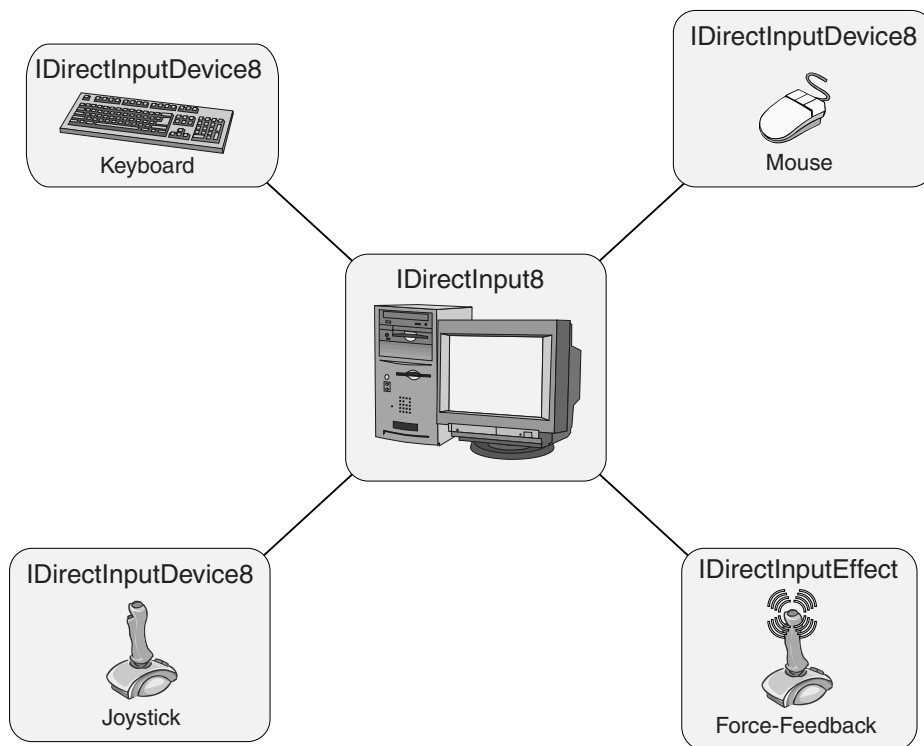 IDirectInputDevice8
Keyboard
IDirectInputDevice8
Mouse
IDirectInput8
IDirectInputDevice8
Joystick
IDirectInputEffect
Force-Feedback